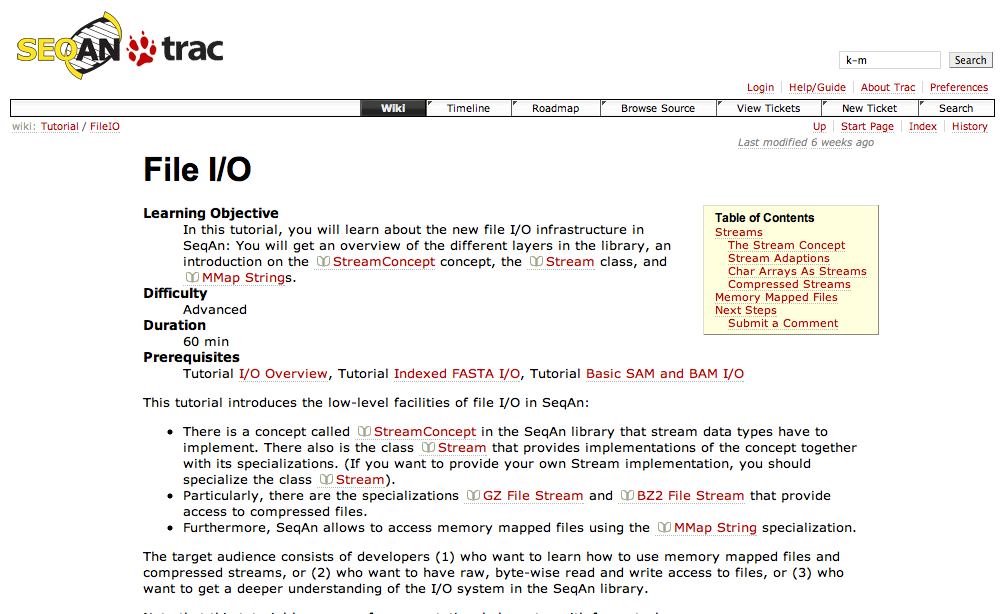 SEQAN trac
k-m Search
Login Help/Guide About Trac Preferences
Wiki Timeline Roadmap Browse Source View Tickets New Ticket Search
wiki: Tutorial / FileIO
Up Start Page Index History
Last modified 6 weeks ago
File I/O
Learning Objective
In this tutorial, you will learn about the new file I/O infrastructure in
SeqAn: You will get an overview of the different layers in the library, an
introduction on the StreamConcept concept, the Stream class, and
MMap Strings.
Difficulty
Advanced
Duration
60 min
Prerequisites
Tutorial I/O Overview, Tutorial Indexed FASTA I/O, Tutorial Basic SAM and BAM I/O
Table of Contents
Streams
The Stream Concept
Stream Adaptions
Char Arrays As Streams
Compressed Streams
Memory Mapped Files
Next Steps
Submit a Comment
This tutorial introduces the low-level facilities of file I/O in SeqAn:
• There is a concept called StreamConcept in the SeqAn library that stream data types have to
implement. There also is the class Stream that provides implementations of the concept together
with its specializations. (If you want to provide your own Stream implementation, you should
specialize the class Stream).
• Particularly, there are the specializations GZ File Stream and BZ2 File Stream that provide
access to compressed files.
• Furthermore, SeqAn allows to access memory mapped files using the MMap String specialization.
The target audience consists of developers (1) who want to learn how to use memory mapped files and
compressed streams, or (2) who want to have raw, byte-wise read and write access to files, or (3) who
want to get a deeper understanding of the I/O system in the SeqAn library.